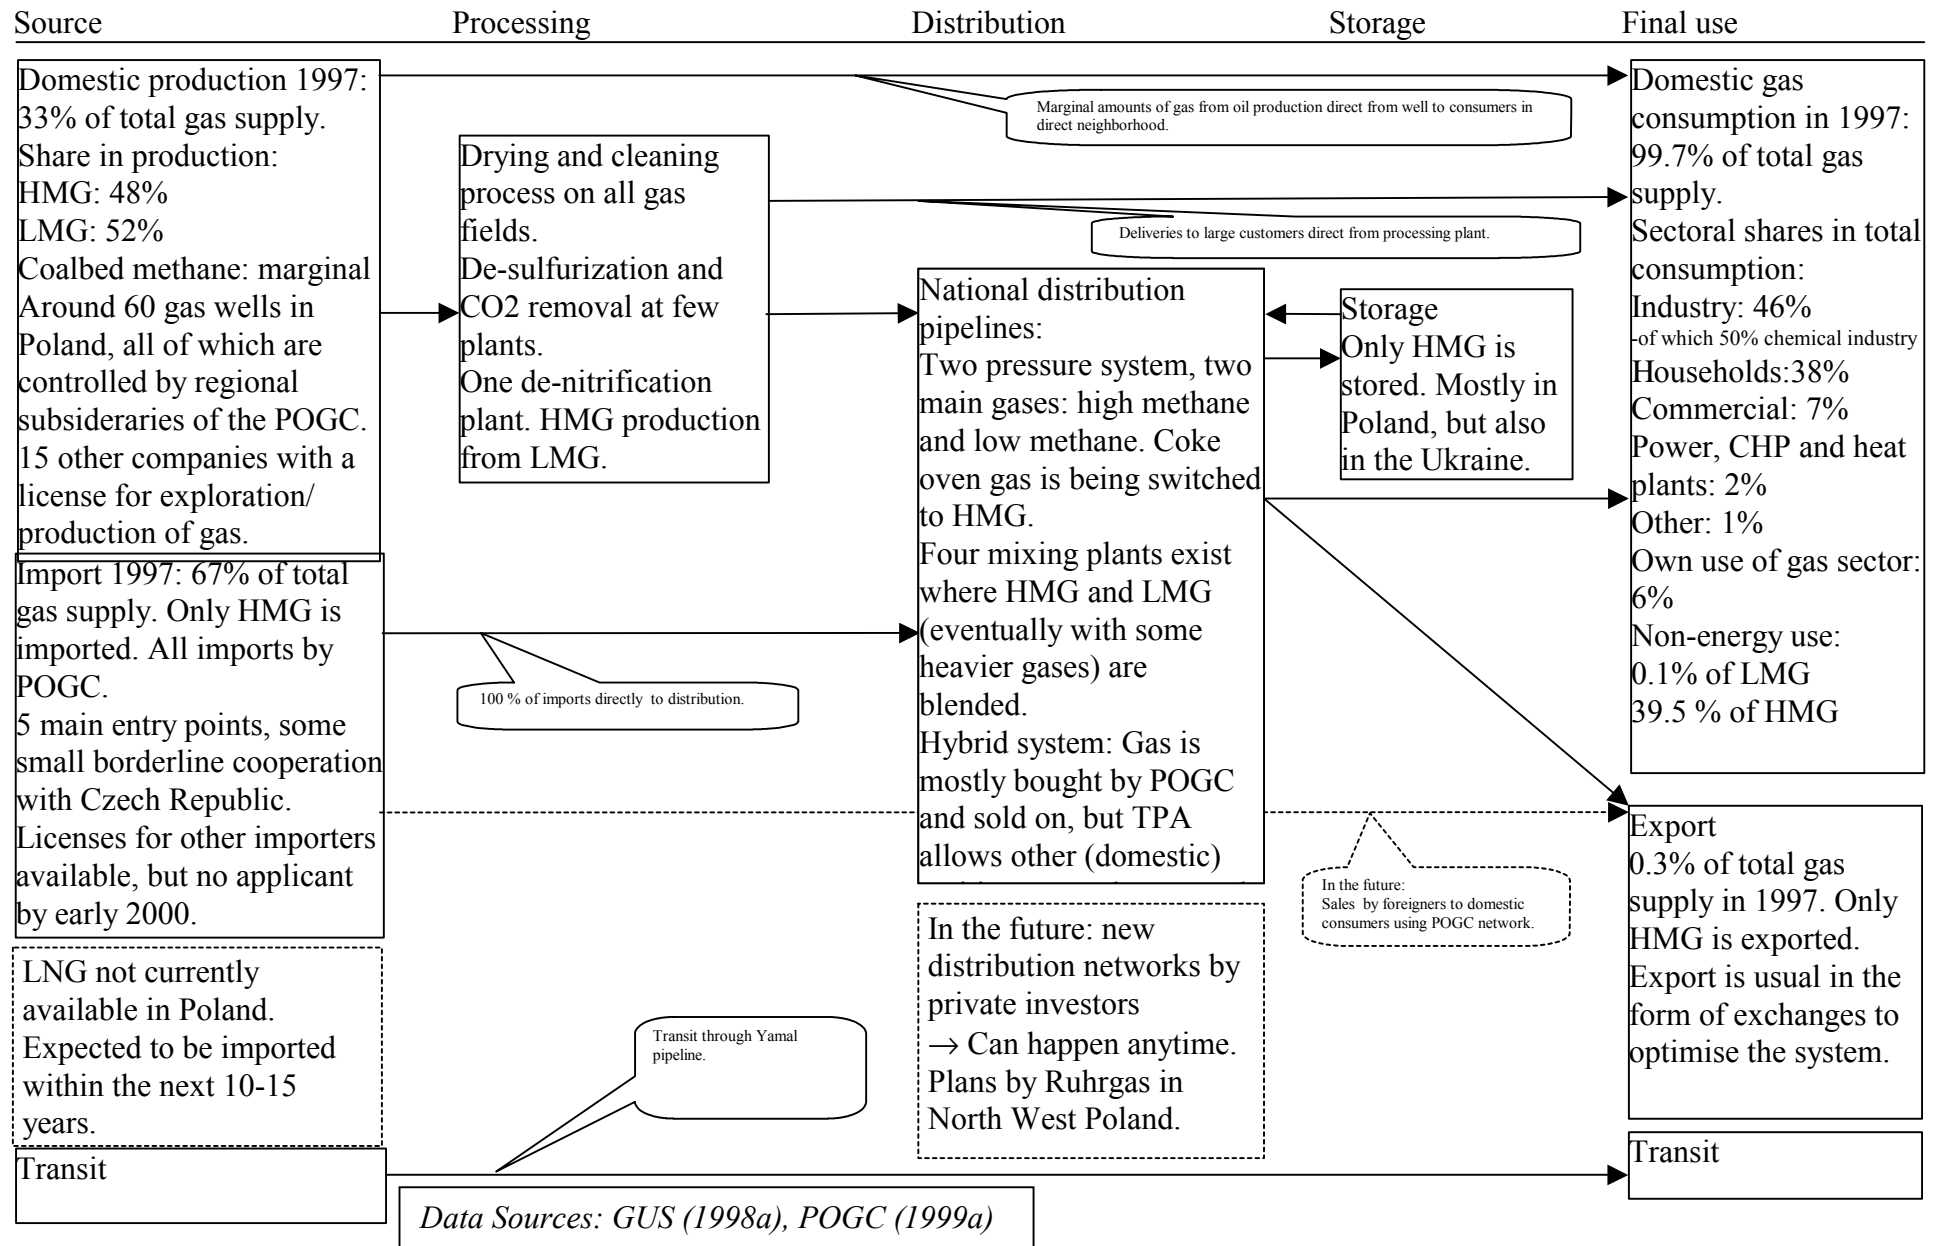 Source Processing Distribution Storage Final use
Domestic production 1997:
33% of total gas supply.
Share in production:
HMG: 48%
LMG: 52%
Coalbed methane: marginal
Around 60 gas wells in
Poland, all of which are
controlled by regional
subsideraries of the POGC.
15 other companies with a
license for exploration/
production of gas.
Import 1997: 67% of total
gas supply. Only HMG is
imported. All imports by
POGC.
5 main entry points, some
small borderline cooperation
with Czech Republic.
Licenses for other importers
available, but no applicant
by early 2000.
LNG not currently
available in Poland.
Expected to be imported
within the next 10-15
years.
Transit
Drying and cleaning
process on all gas
fields.
De-sulfurization and
CO2 removal at few
plants.
One de-nitrification
plant. HMG production
from LMG.
100 % of imports directly to distribution.
Transit through Yamal
pipeline.
Marginal amounts of gas from oil production direct from well to consumers in
direct neighborhood.
Deliveries to large customers direct from processing plant.
National distribution
pipelines:
Two pressure system, two
main gases: high methane
and low methane. Coke
oven gas is being switched
to HMG.
Four mixing plants exist
where HMG and LMG
(eventually with some
heavier gases) are
blended.
Hybrid system: Gas is
mostly bought by POGC
and sold on, but TPA
allows other (domestic)
In the future: new
distribution networks by
private investors
→ Can happen anytime.
Plans by Ruhrgas in
North West Poland.
Storage
Only HMG is
stored. Mostly in
Poland, but also
in the Ukraine.
In the future:
Sales by foreigners to domestic
consumers using POGC network.
Domestic gas
consumption in 1997:
99.7% of total gas
supply.
Sectoral shares in total
consumption:
Industry: 46%
-of which 50% chemical industry
Households:38%
Commercial: 7%
Power, CHP and heat
plants: 2%
Other: 1%
Own use of gas sector:
6%
Non-energy use:
0.1% of LMG
39.5 % of HMG
Export
0.3% of total gas
supply in 1997. Only
HMG is exported.
Export is usual in the
form of exchanges to
optimise the system.
Transit
Data Sources: GUS (1998a), POGC (1999a)